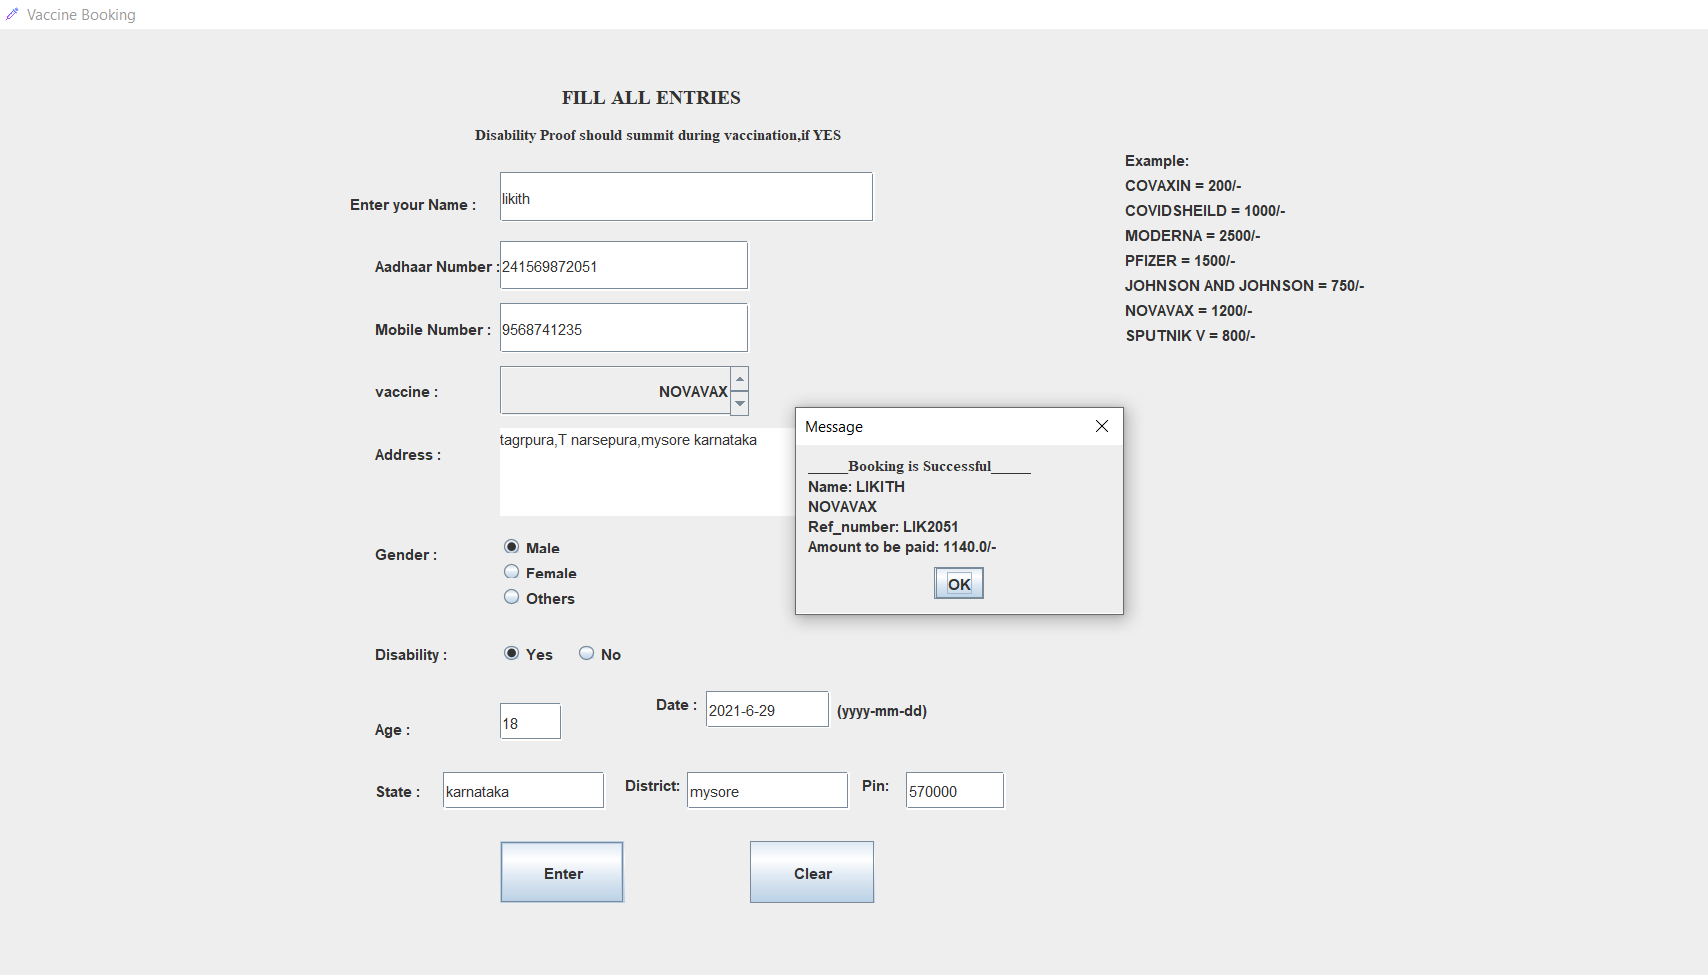 Vaccine Booking
FILL ALL ENTRIES
Disability Proof should summit during vaccination,if YES
Enter your Name :
likith
Aadhaar Number :
241569872051
Mobile Number :
9568741235
vaccine :
NOVAVAX
Address :
tagrpura,T narsepura,mysore karnataka
Gender :
Male
Female
Others
Disability :
Yes
No
Age :
18
Date :
2021-6-29
(yyyy-mm-dd)
State :
karnataka
District:
mysore
Pin:
570000
Enter
Clear
Example:
COVAXIN = 200/-
COVIDSHEILD = 1000/-
MODERNA = 2500/-
PFIZER = 1500/-
JOHNSON AND JOHNSON = 750/-
NOVAVAX = 1200/-
SPUTNIK V = 800/-
Message
_____Booking is Successful_____
Name: LIKITH
NOVAVAX
Ref_number: LIK2051
Amount to be paid: 1140.0/-
OK